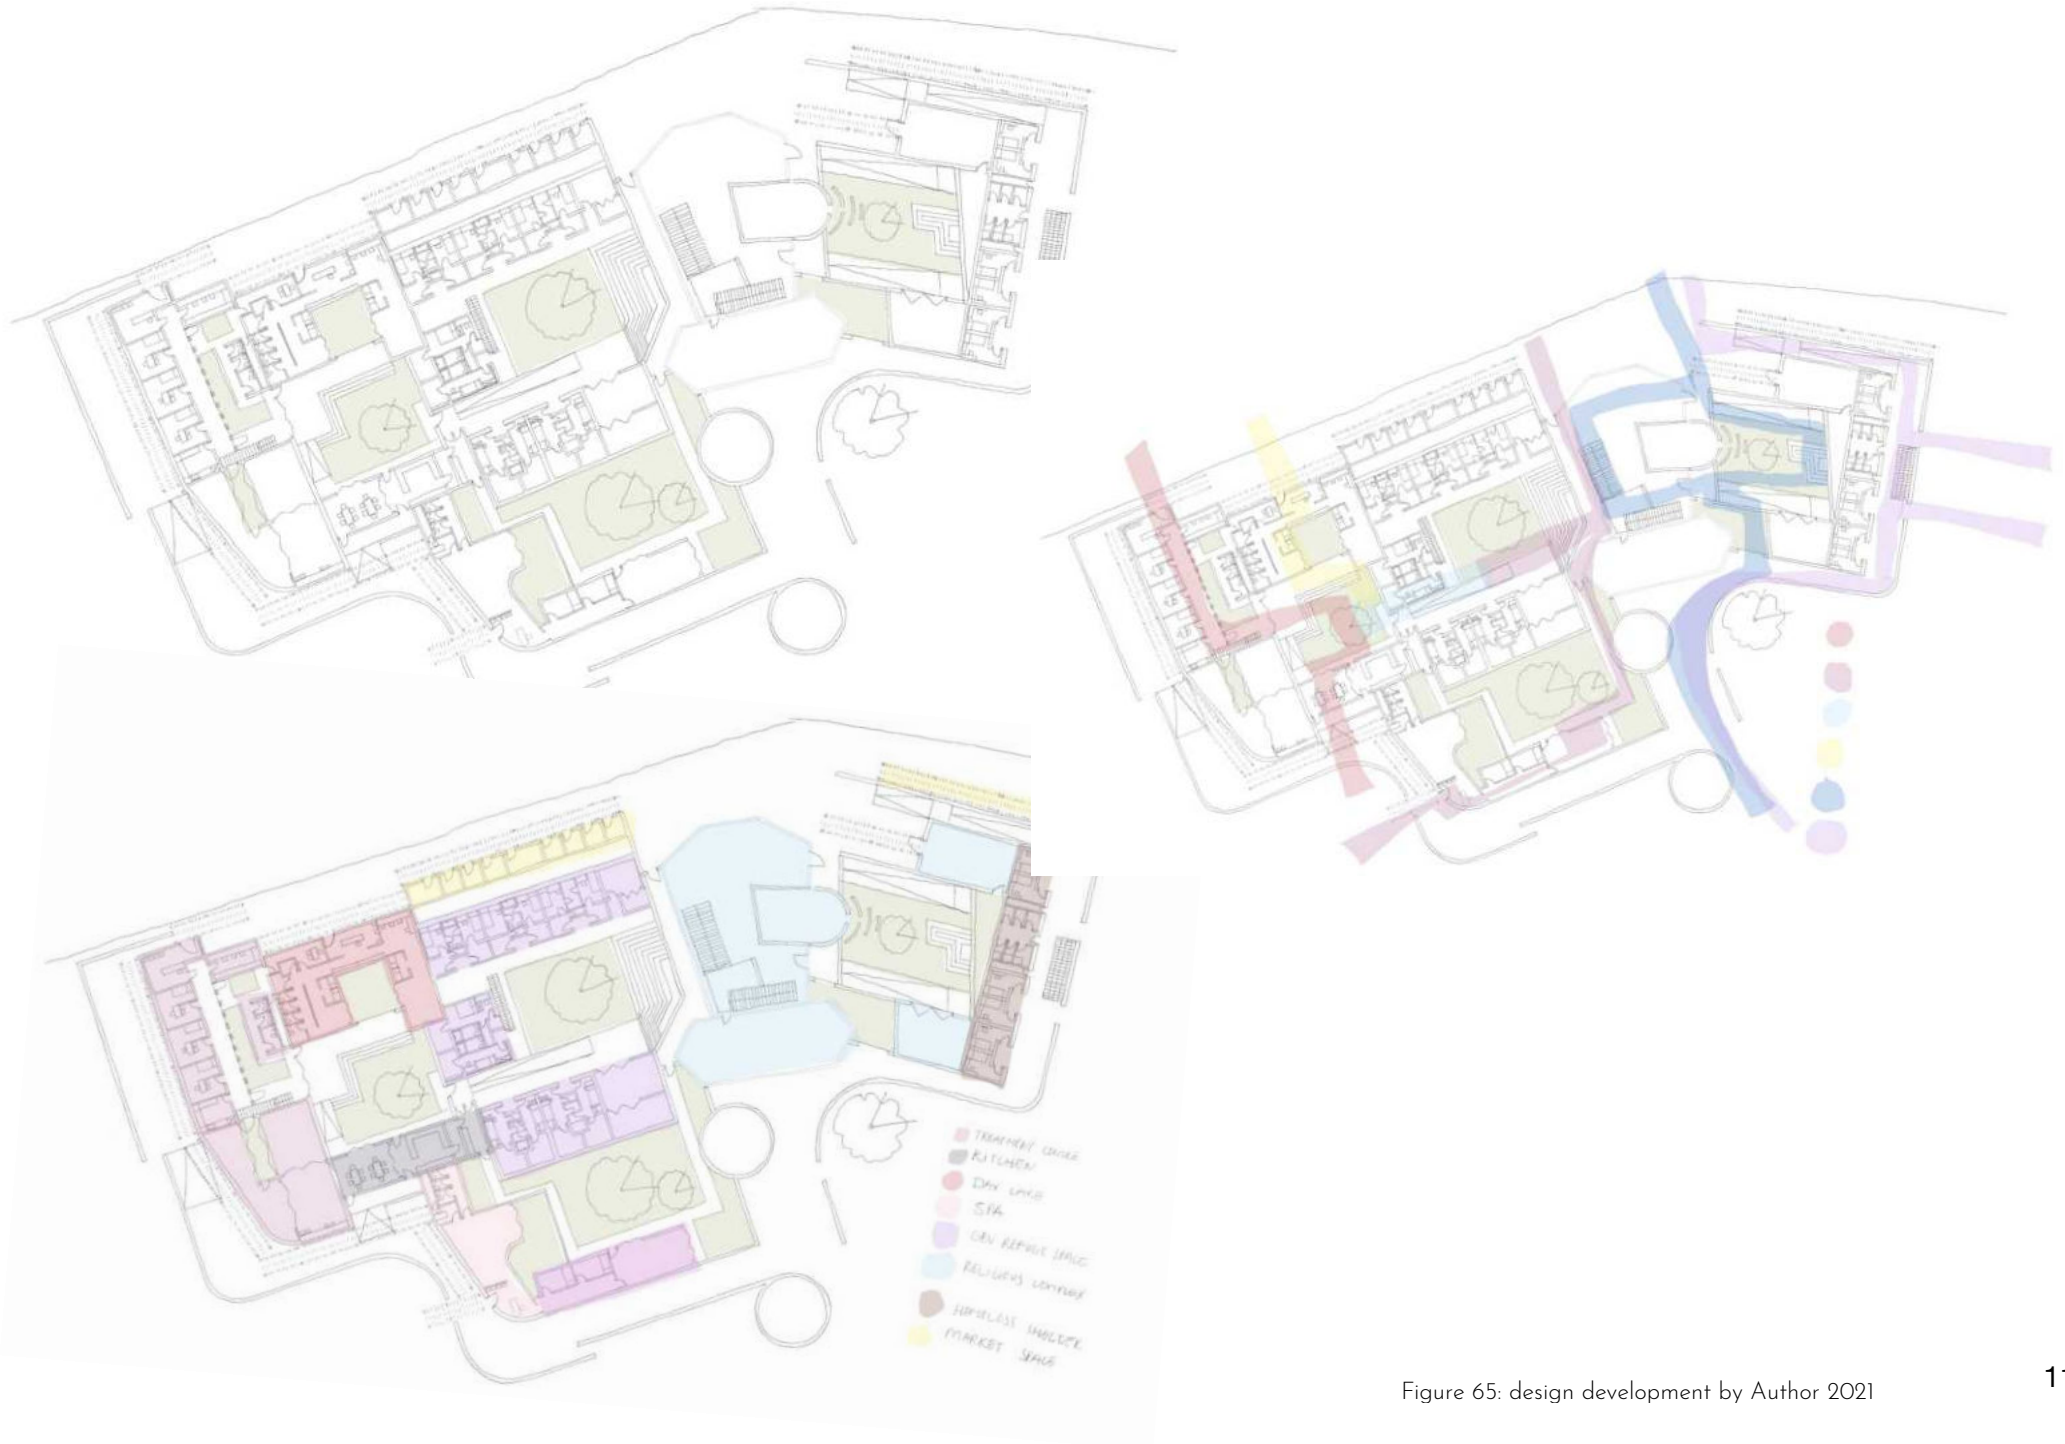 TREATMENT CENTRE
KITCHEN
DAY CARE
SPA
GBV REFUGE SPACE
RELIGIOUS COMPLEX
HOMELESS SHELTER
MARKET SPACE
Figure 65: design development by Author 2021